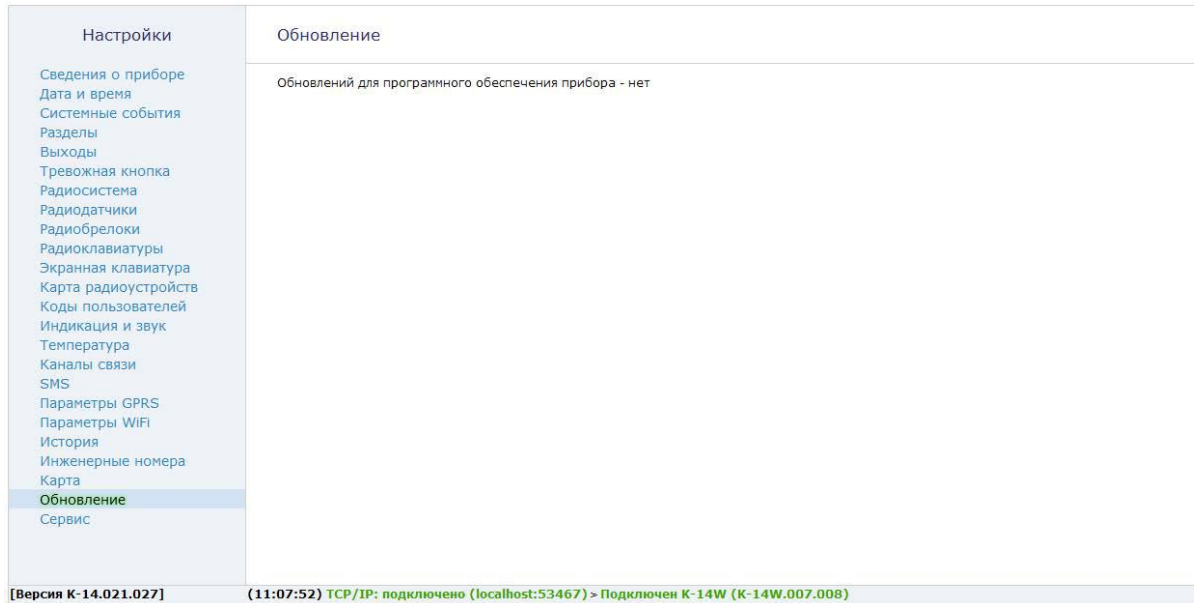 Настройки
Сведения о приборе
Дата и время
Системные события
Разделы
Выходы
Тревожная кнопка
Радиосистема
Радиодатчики
Радиобрелоки
Радиоклавиатуры
Экранная клавиатура
Карта радиоустройств
Коды пользователей
Индикация и звук
Температура
Каналы связи
SMS
Параметры GPRS
Параметры WiFi
История
Инженерные номера
Карта
Обновление
Сервис
Обновление
Обновлений для программного обеспечения прибора - нет
[Версия K-14.021.027] (11:07:52) TCP/IP: подключено (localhost:53467) > Подключен K-14W (K-14W.007.008)